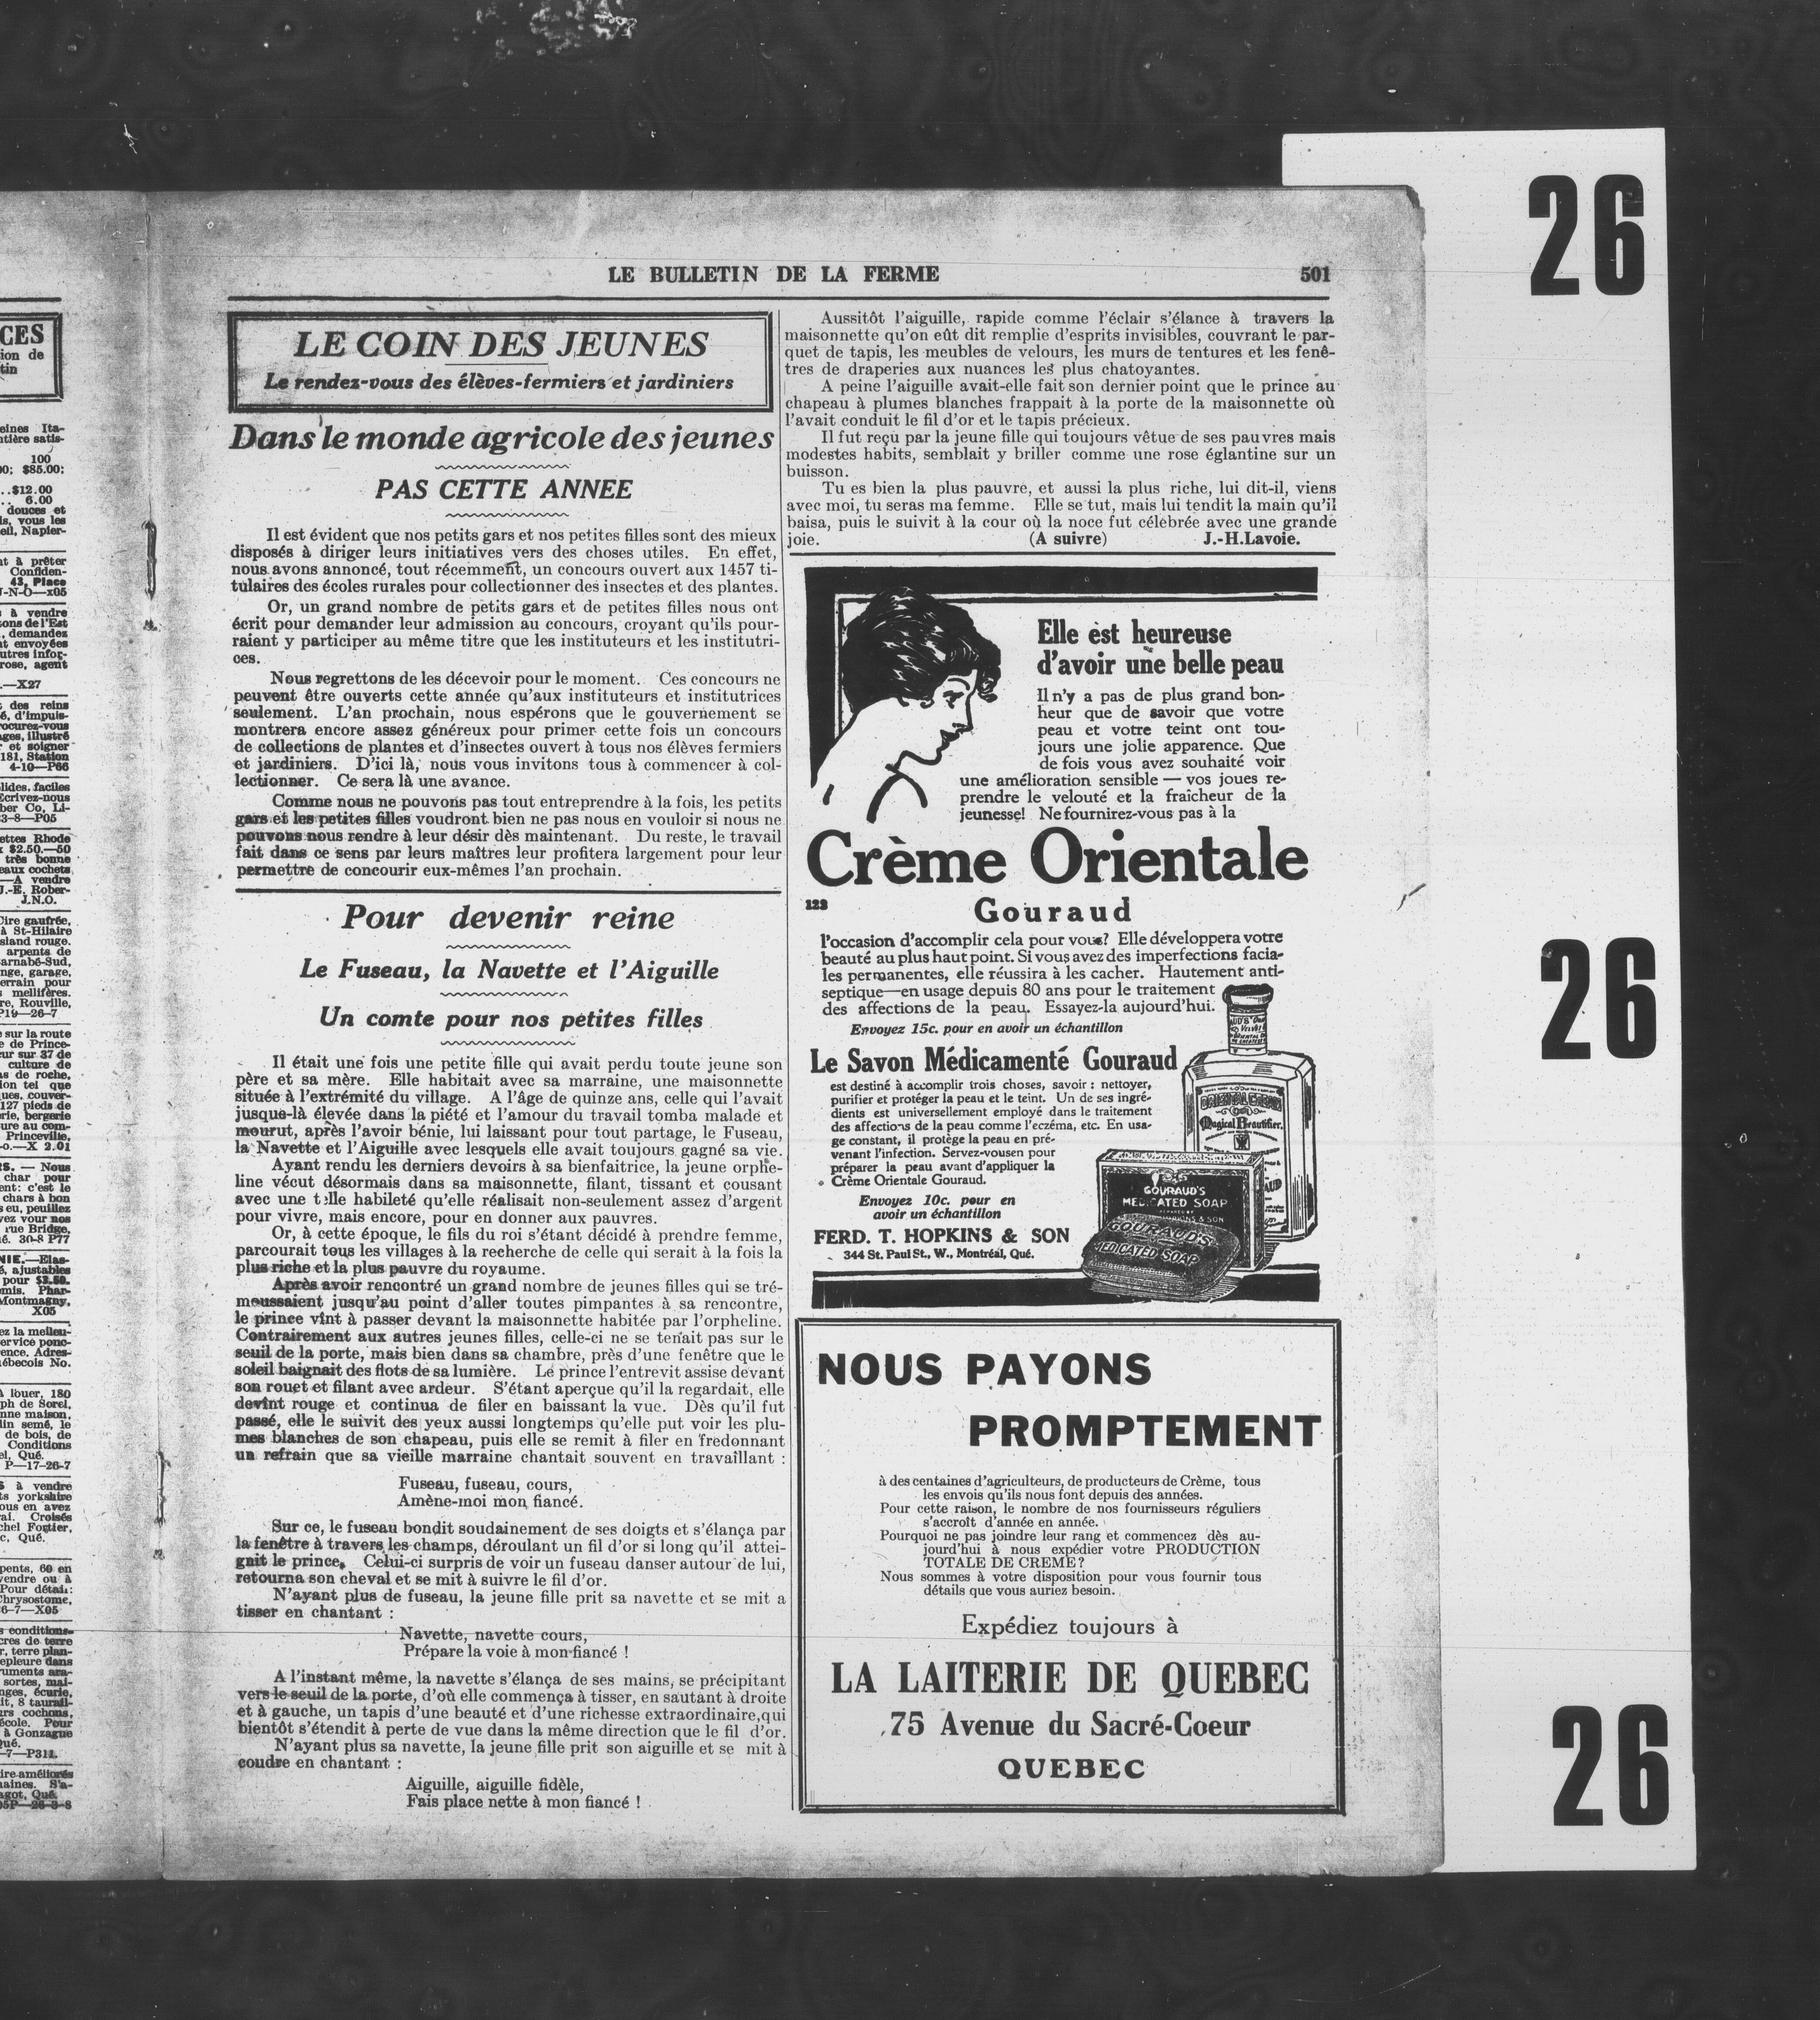 LE BULLETIN DE LA FERME 501
LE COIN DES JEUNES
Le rendez-vous des élèves-fermiers et jardiniers
Dans le monde agricole des jeunes
PAS CETTE ANNEE
Il est évident que nos petits gars et nos petites filles sont des mieux
disposés à diriger leurs initiatives vers des choses utiles. En effet,
nous avons annoncé, tout récemment, un concours ouvert aux 1457 ti-
tulaires des écoles rurales pour collectionner des insectes et des plantes.
Or, un grand nombre de petits gars et de petites filles nous ont
écrit pour demander leur admission au concours, croyant qu'ils pour-
raient y participer au même titre que les instituteurs et les institutri-
ces.
Nous regrettons de les décevoir pour le moment. Ces concours ne
peuvent être ouverts cette année qu'aux instituteurs et institutrices
seulement. L'an prochain, nous espérons que le gouvernement se
montrera encore assez généreux pour primer cette fois un concours
de collections de plantes et d'insectes ouvert à tous nos élèves fermiers
et jardiniers. D'ici là, nous vous invitons tous à commencer à col-
lectionner. Ce sera là une avance.
Comme nous ne pouvons pas tout entreprendre à la fois, les petits
gars et les petites filles voudront bien ne pas nous en vouloir si nous ne
pouvons nous rendre à leur désir dès maintenant. Du reste, le travail
fait dans ce sens par leurs maîtres leur profitera largement pour leur
permettre de concourir eux-mêmes l'an prochain.
Pour devenir reine
Le Fuseau, la Navette et l'Aiguille
Un comte pour nos petites filles
Il était une fois une petite fille qui avait perdu toute jeune son
père et sa mère. Elle habitait avec sa marraine, une maisonnette
située à l'extrémité du village. A l'âge de quinze ans, celle qui l'avait
jusque-là élevée dans la piété et l'amour du travail tomba malade et
mourut, après l'avoir bénie, lui laissant pour tout partage, le Fuseau,
la Navette et l'Aiguille avec lesquels elle avait toujours gagné sa vie.
Ayant rendu les derniers devoirs à sa bienfaitrice, la jeune orphe-
line vécut désormais dans sa maisonnette, filant, tissant et cousant
avec une telle habileté qu'elle réalisait non-seulement assez d'argent
pour vivre, mais encore, pour en donner aux pauvres.
Or, à cette époque, le fils du roi s'étant décidé à prendre femme,
parcourait tous les villages à la recherche de celle qui serait à la fois la
plus riche et la plus pauvre du royaume.
Après avoir rencontré un grand nombre de jeunes filles qui se tré-
moussaient jusqu'au point d'aller toutes pimpantes à sa rencontre,
le prince vint à passer devant la maisonnette habitée par l'orpheline.
Contrairement aux autres jeunes filles, celle-ci ne se tenait pas sur le
seuil de la porte, mais bien dans sa chambre, près d'une fenêtre que le
soleil baignait des flots de sa lumière. Le prince l'entrevit assise devant
son rouet et filant avec ardeur. S'étant aperçue qu'il la regardait, elle
devint rouge et continua de filer en baissant la vue. Dès qu'il fut
passé, elle le suivit des yeux aussi longtemps qu'elle put voir les plu-
mes blanches de son chapeau, puis elle se remit à filer en fredonnant
un refrain que sa vieille marraine chantait souvent en travaillant :
Fuseau, fuseau, cours,
Amène-moi mon fiancé.
Sur ce, le fuseau bondit soudainement de ses doigts et s'élança par
la fenêtre à travers les champs, déroulant un fil d'or si long qu'il attei-
gnit le prince. Celui-ci surpris de voir un fuseau danser autour de lui,
retourna son cheval et se mit à suivre le fil d'or.
N'ayant plus de fuseau, la jeune fille prit sa navette et se mit a
tisser en chantant :
Navette, navette cours,
Prépare la voie à mon fiancé !
A l'instant même, la navette s'élança de ses mains, se précipitant
vers le seuil de la porte, d'où elle commença à tisser, en sautant à droite
et à gauche, un tapis d'une beauté et d'une richesse extraordinaire,qui
bientôt s'étendit à perte de vue dans la même direction que le fil d'or.
N'ayant plus sa navette, la jeune fille prit son aiguille et se mit à
coudre en chantant :
Aiguille, aiguille fidèle,
Fais place nette à mon fiancé !
Aussitôt l'aiguille, rapide comme l'éclair s'élance à travers la
maisonnette qu'on eût dit remplie d'esprits invisibles, couvrant le par-
quet de tapis, les meubles de velours, les murs de tentures et les fenê-
tres de draperies aux nuances les plus chatoyantes.
A peine l'aiguille avait-elle fait son dernier point que le prince au
chapeau à plumes blanches frappait à la porte de la maisonnette où
l'avait conduit le fil d'or et le tapis précieux.
Il fut reçu par la jeune fille qui toujours vêtue de ses pauvres mais
modestes habits, semblait y briller comme une rose églantine sur un
buisson.
Tu es bien la plus pauvre, et aussi la plus riche, lui dit-il, viens
avec moi, tu seras ma femme. Elle se tut, mais lui tendit la main qu'il
baisa, puis le suivit à la cour où la noce fut célébrée avec une grande
joie. (A suivre) J.-H.Lavoie.
Elle est heureuse
d'avoir une belle peau
Il n'y a pas de plus grand bon-
heur que de savoir que votre
peau et votre teint ont tou-
jours une jolie apparence. Que
de fois vous avez souhaité voir
une amélioration sensible — vos joues re-
prendre le velouté et la fraîcheur de la
jeunesse! Ne fournirez-vous pas à la
Crème Orientale
123 Gouraud
l'occasion d'accomplir cela pour vous? Elle développera votre
beauté au plus haut point. Si vous avez des imperfections facia-
les permanentes, elle réussira à les cacher. Hautement anti-
septique—en usage depuis 80 ans pour le traitement
des affections de la peau. Essayez-la aujourd'hui.
Envoyez 15c. pour en avoir un échantillon
Le Savon Médicamenté Gouraud
est destiné à accomplir trois choses, savoir : nettoyer,
purifier et protéger la peau et le teint. Un de ses ingré-
dients est universellement employé dans le traitement
des affections de la peau comme l'eczéma, etc. En usa-
ge constant, il protège la peau en pré-
venant l'infection. Servez-vousen pour
préparer la peau avant d'appliquer la
Crème Orientale Gouraud.
Envoyez 10c. pour en
avoir un échantillon
FERD. T. HOPKINS & SON
344 St. Paul St., W., Montréal, Qué.
ORIENTAL CREAM
Magical Beautifier.
GOURAUD'S
MEDICATED SOAP
GOURAUD'S
MEDICATED SOAP
NOUS PAYONS
PROMPTEMENT
à des centaines d'agriculteurs, de producteurs de Crème, tous
les envois qu'ils nous font depuis des années.
Pour cette raison, le nombre de nos fournisseurs réguliers
s'accroît d'année en année.
Pourquoi ne pas joindre leur rang et commencez dès au-
jourd'hui à nous expédier votre PRODUCTION
TOTALE DE CREME?
Nous sommes à votre disposition pour vous fournir tous
détails que vous auriez besoin.
Expédiez toujours à
LA LAITERIE DE QUEBEC
75 Avenue du Sacré-Coeur
QUEBEC
26
26
26